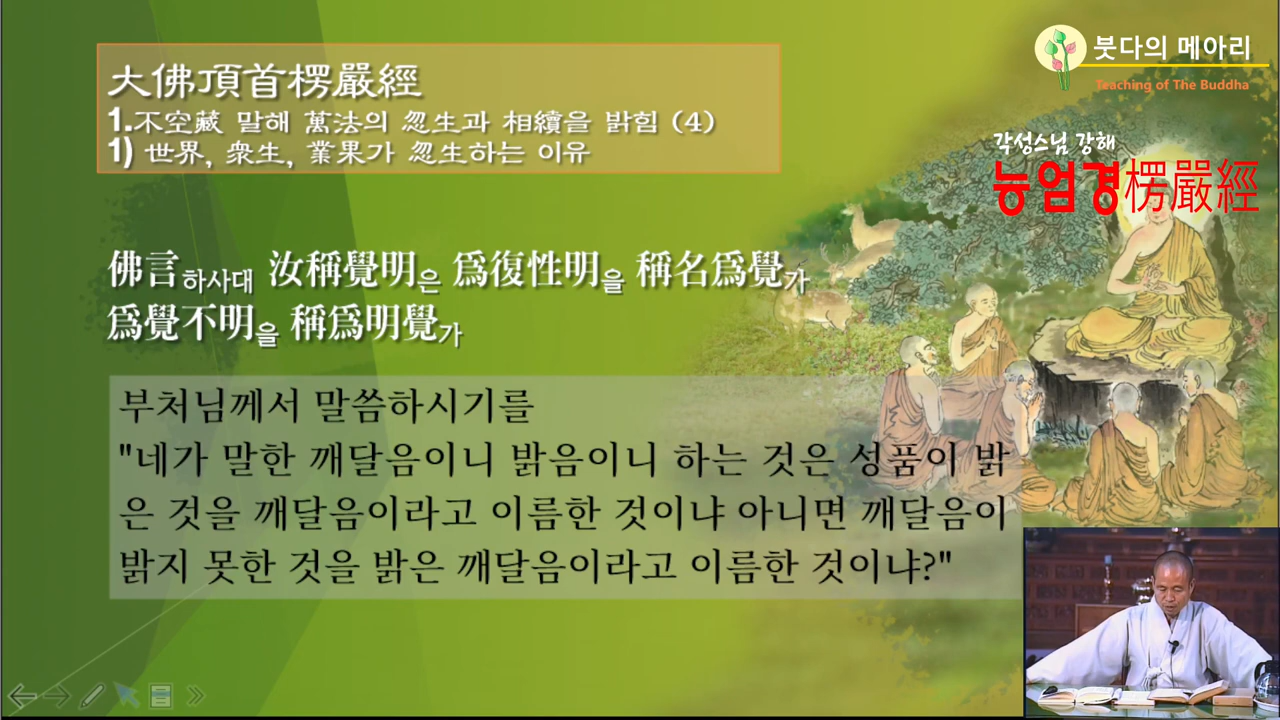 大佛頂首楞嚴經
1.不空藏 말해 萬法의 忽生과 相續을 밝힘 (4)
1) 世界, 衆生, 業果가 忽生하는 이유
붓다의 메아리
Teaching of The Buddha
각성스님 강해
능엄경楞嚴經
佛言하사대 汝稱覺明은 爲復性明을 稱名爲覺가
爲覺不明을 稱爲明覺가
부처님께서 말씀하시기를
"네가 말한 깨달음이니 밝음이니 하는 것은 성품이 밝
은 것을 깨달음이라고 이름한 것이냐 아니면 깨달음이
밝지 못한 것을 밝은 깨달음이라고 이름한 것이냐?"